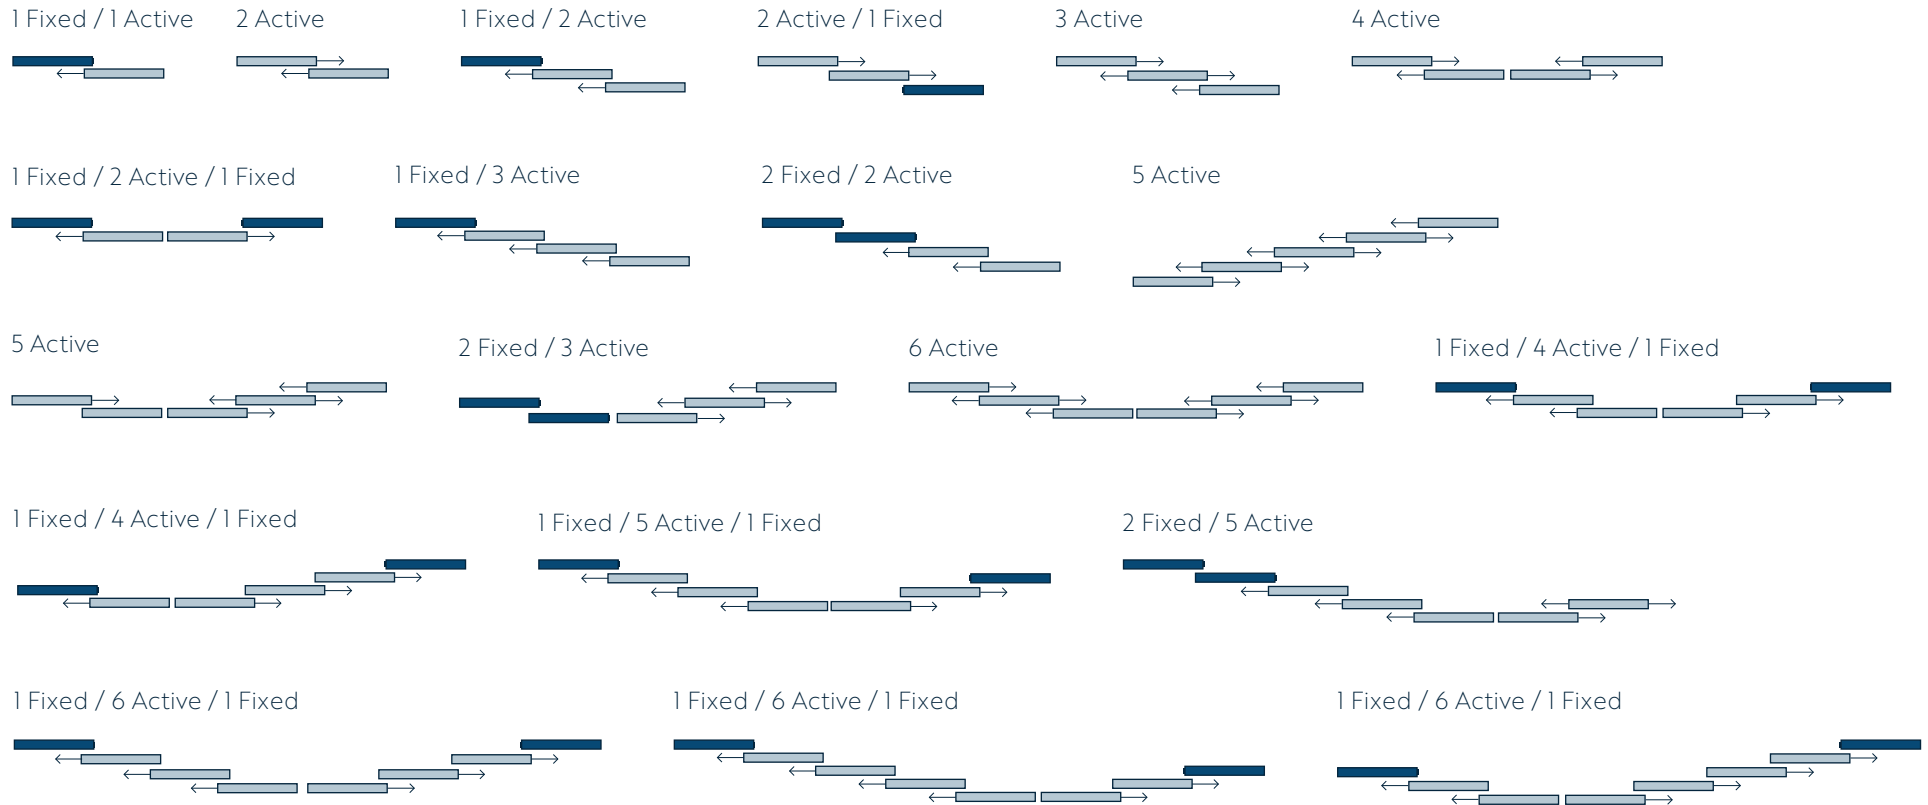 1 Fixed / 1 Active
2 Active
1 Fixed / 2 Active
2 Active / 1 Fixed
3 Active
4 Active
1 Fixed / 2 Active / 1 Fixed
1 Fixed / 3 Active
2 Fixed / 2 Active
5 Active
5 Active
2 Fixed / 3 Active
6 Active
1 Fixed / 4 Active / 1 Fixed
1 Fixed / 4 Active / 1 Fixed
1 Fixed / 5 Active / 1 Fixed
2 Fixed / 5 Active
1 Fixed / 6 Active / 1 Fixed
1 Fixed / 6 Active / 1 Fixed
1 Fixed / 6 Active / 1 Fixed